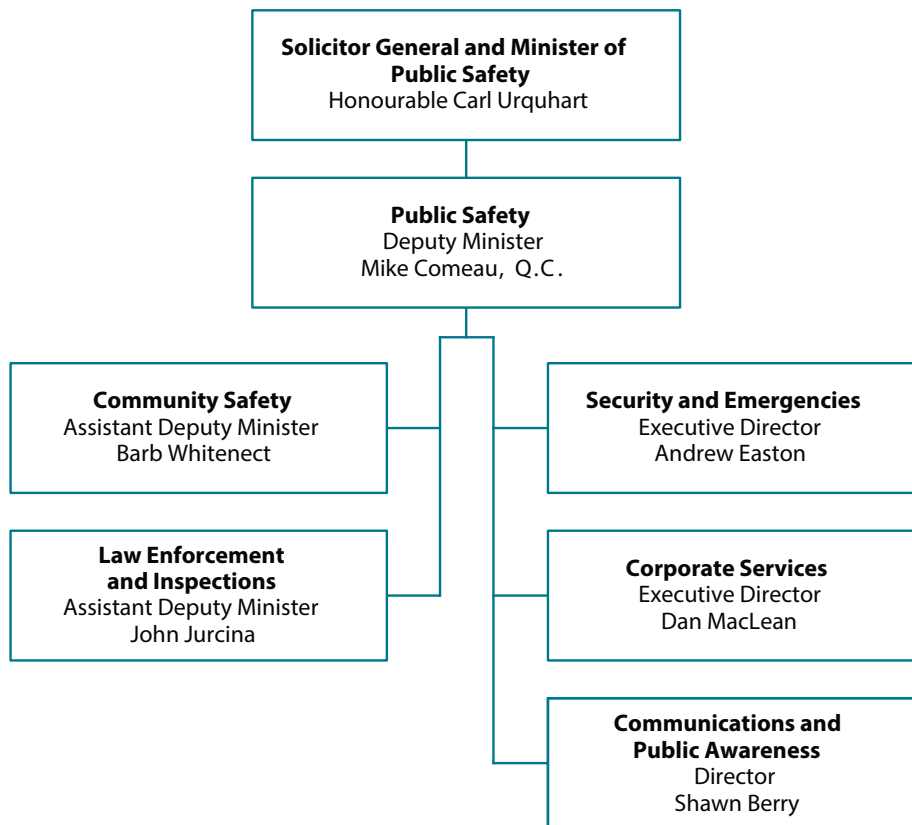 Solicitor General and Minister of
Public Safety
Honourable Carl Urquhart
Public Safety
Deputy Minister
Mike Comeau, Q.C.
Community Safety
Assistant Deputy Minister
Barb Whitenect
Security and Emergencies
Executive Director
Andrew Easton
Law Enforcement
and Inspections
Assistant Deputy Minister
John Jurcina
Corporate Services
Executive Director
Dan MacLean
Communications and
Public Awareness
Director
Shawn Berry